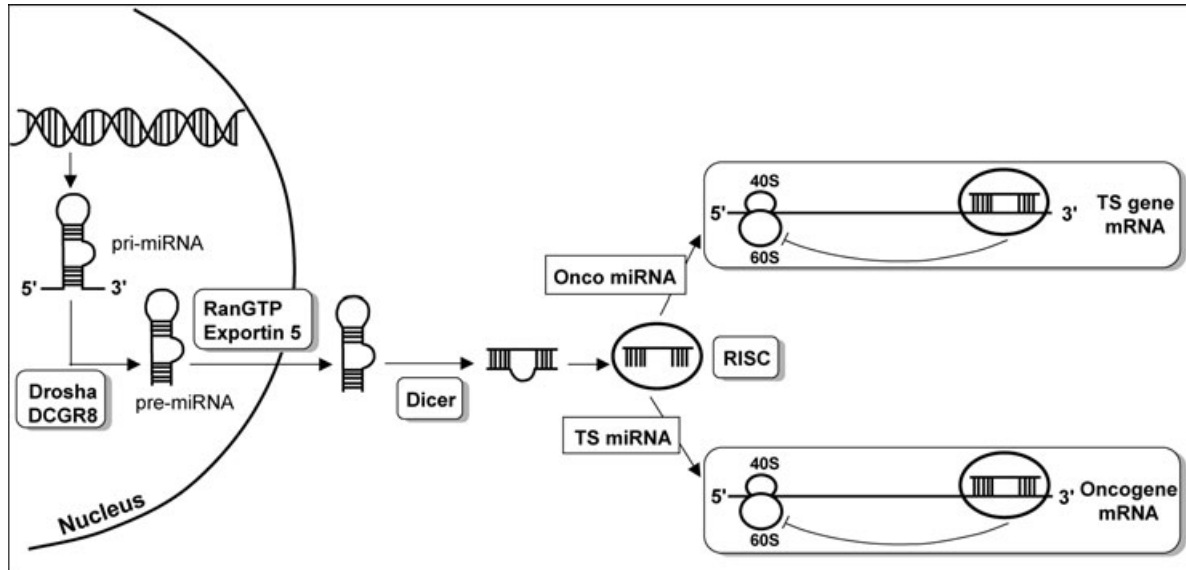 pri-miRNA
5' 3'
Drosha
DCGR8
pre-miRNA
RanGTP
Exportin 5
Nucleus
Dicer
RISC
Onco miRNA
40S
5' 3'
60S
TS gene
mRNA
TS miRNA
40S
5' 3'
60S
Oncogene
mRNA